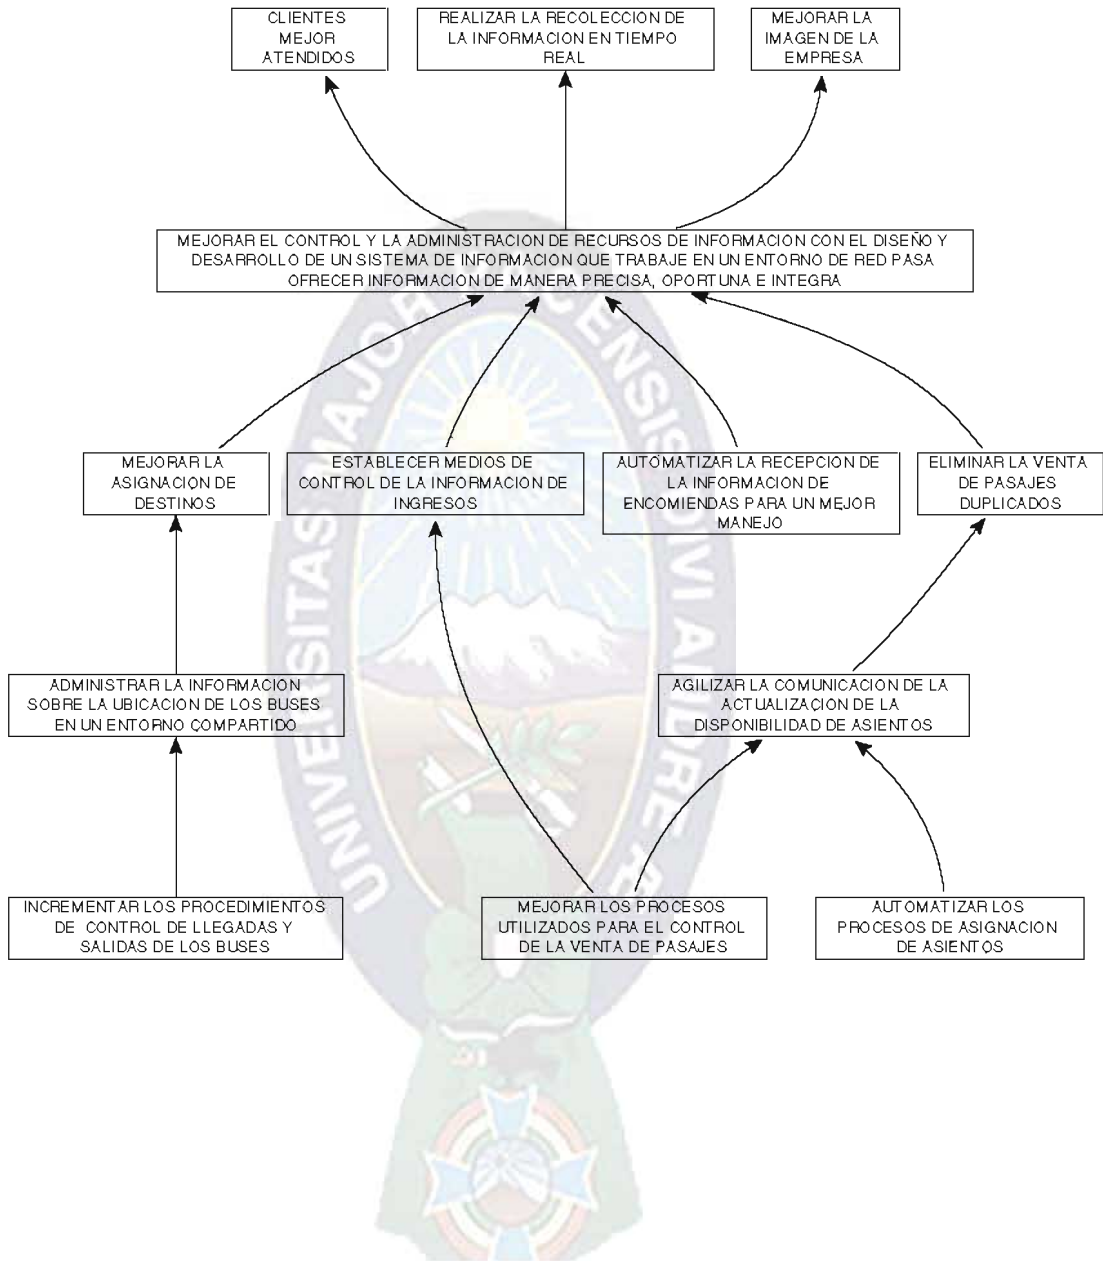 CLIENTES
MEJOR
ATENDIDOS
REALIZAR LA RECOLECCION DE
LA INFORMACION EN TIEMPO
REAL
MEJORAR LA
IMAGEN DE LA
EMPRESA
MEJORAR EL CONTROL Y LA ADMINISTRACION DE RECURSOS DE INFORMACION CON EL DISEÑO Y
DESARROLLO DE UN SISTEMA DE INFORMACION QUE TRABAJE EN UN ENTORNO DE RED PASA
OFRECER INFORMACION DE MANERA PRECISA, OPORTUNA E INTEGRA
MEJORAR LA
ASIGNACION DE
DESTINOS
ESTABLECER MEDIOS DE
CONTROL DE LA INFORMACION DE
INGRESOS
AUTOMATIZAR LA RECEPCION DE
LA INFORMACION DE
ENCOMIENDAS PARA UN MEJOR
MANEJO
ELIMINAR LA VENTA
DE PASAJES
DUPLICADOS
ADMINISTRAR LA INFORMACION
SOBRE LA UBICACION DE LOS BUSES
EN UN ENTORNO COMPARTIDO
AGILIZAR LA COMUNICACION DE LA
ACTUALIZACION DE LA
DISPONIBILIDAD DE ASIENTOS
INCREMENTAR LOS PROCEDIMIENTOS
DE CONTROL DE LLEGADAS Y
SALIDAS DE LOS BUSES
MEJORAR LOS PROCESOS
UTILIZADOS PARA EL CONTROL
DE LA VENTA DE PASAJES
AUTOMATIZAR LOS
PROCESOS DE ASIGNACION
DE ASIENTOS
UNIVERSITAS MAJOR PACENSIS DIVI ANDRE Æ